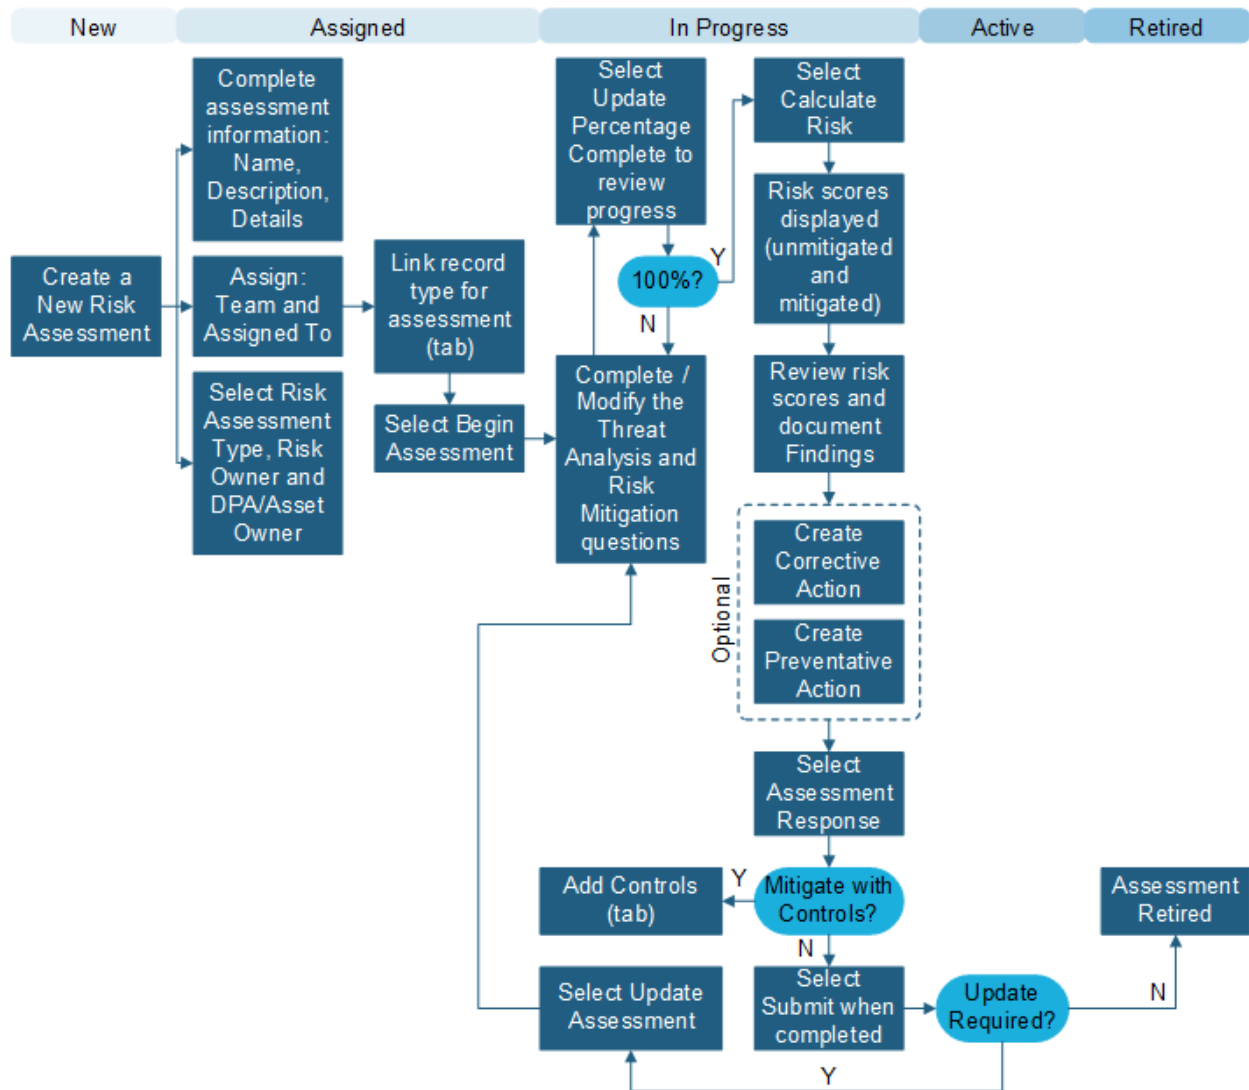 New
Assigned
In Progress
Active
Retired
Complete
assessment
information:
Name,
Description,
Details
Create a
New Risk
Assessment
Assign:
Team and
Assigned To
Select Risk
Assessment
Type, Risk
Owner and
DPA/Asset
Owner
Link record
type for
assessment
(tab)
Select Begin
Assessment
Select
Update
Percentage
Complete to
review
progress
100%?
Y
N
Complete /
Modify the
Threat
Analysis and
Risk
Mitigation
questions
Select
Calculate
Risk
Risk scores
displayed
(unmitigated
and
mitigated)
Review risk
scores and
document
Findings
Optional
Create
Corrective
Action
Create
Preventative
Action
Select
Assessment
Response
Mitigate with
Controls?
Y
N
Add Controls
(tab)
Select
Submit when
completed
Select Update
Assessment
Update
Required?
Y
N
Assessment
Retired